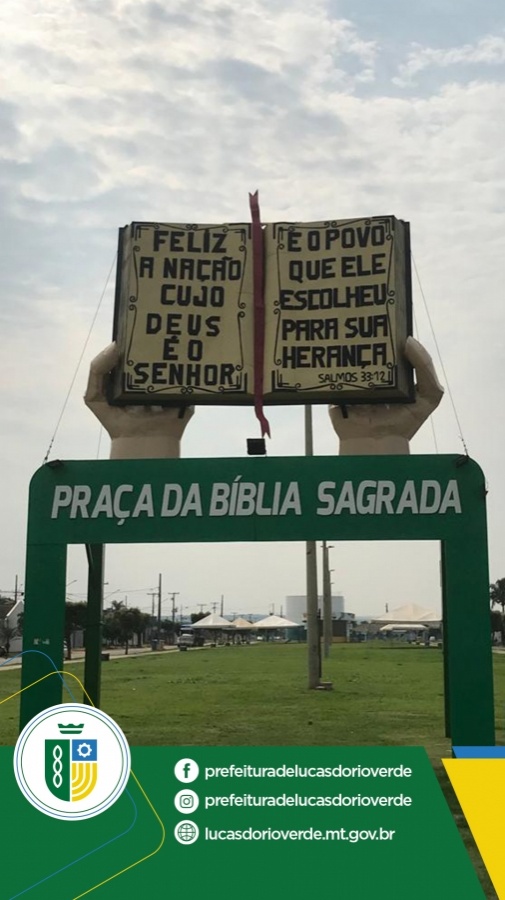 FELIZ
A NAÇÃO
CUJO
DEUS
É O
SENHOR
E O POVO
QUE ELE
ESCOLHEU
PARA SUA
HERANÇA
SALMOS 33:12
PRAÇA DA BÍBLIA SAGRADA
prefeituradelucasdorioverde
prefeituradelucasdorioverde
lucasdorioverde.mt.gov.br